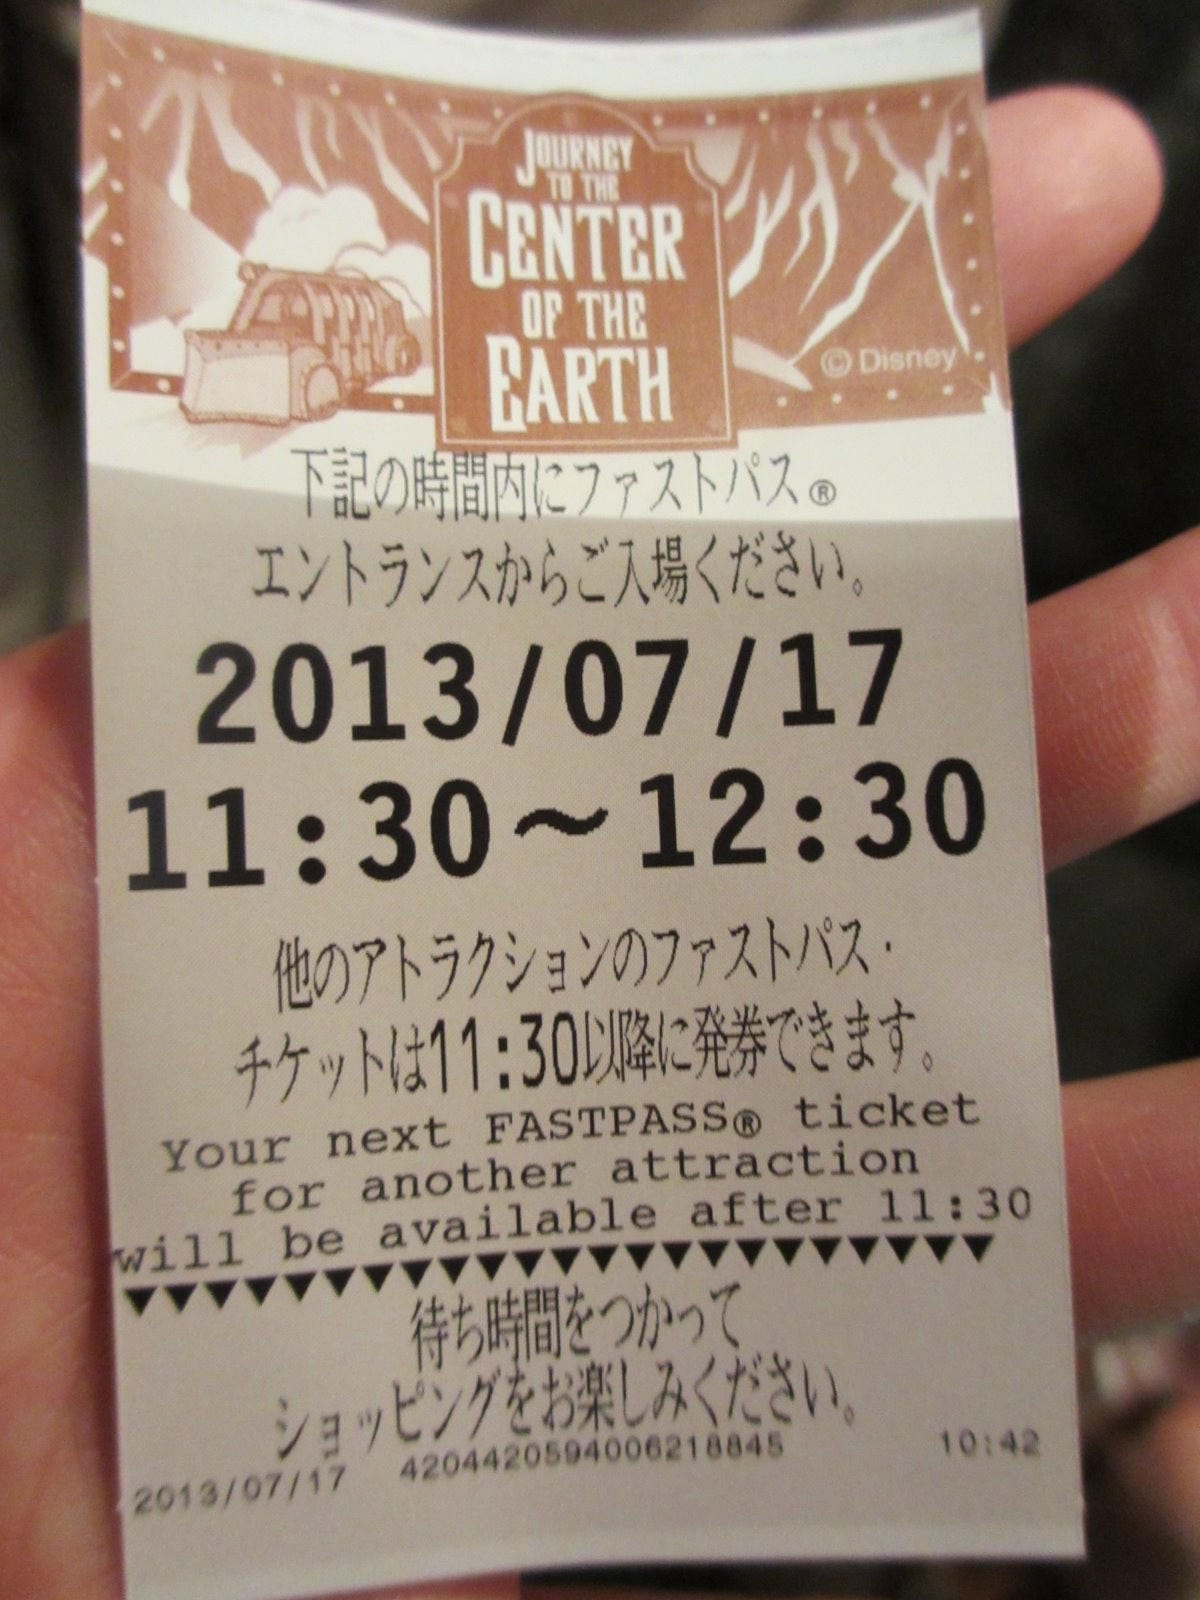 JOURNEY
TO THE
CENTER
OF THE
EARTH
© Disney
下記の時間内にファストパス®
エントランスからご入場ください。
2013/07/17
11:30～12:30
他のアトラクションのファストパス・
チケットは11:30以降に発券できます。
Your next FASTPASS® ticket
for another attraction
will be available after 11:30
▼▼▼▼▼▼▼▼▼▼▼▼▼▼▼▼▼▼▼▼▼▼▼
待ち時間をつかって
ショッピングをお楽しみください。
2013/07/17 4204420594006218845 10:42